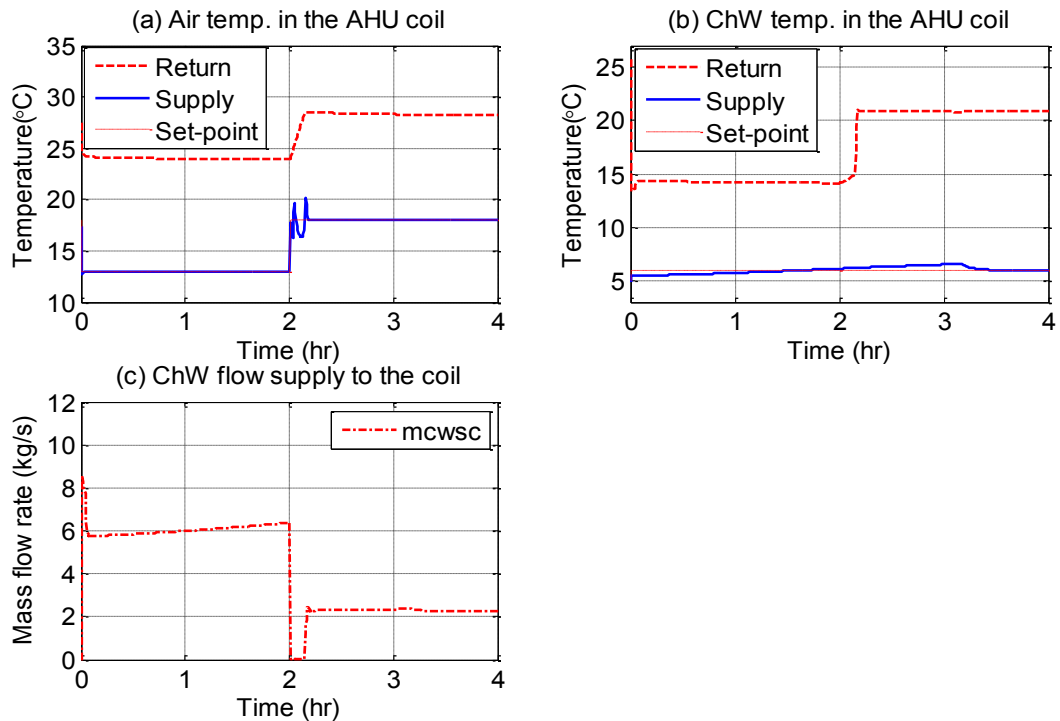 (a) Air temp. in the AHU coil
35
30
25
20
15
10
Temperature(°C)
Return
Supply
Set-point
0 1 2 3 4
Time (hr)
(b) ChW temp. in the AHU coil
25
20
15
10
5
Temperature(°C)
Return
Supply
Set-point
0 1 2 3 4
Time (hr)
(c) ChW flow supply to the coil
12
10
8
6
4
2
0
Mass flow rate (kg/s)
mcwsc
0 1 2 3 4
Time (hr)